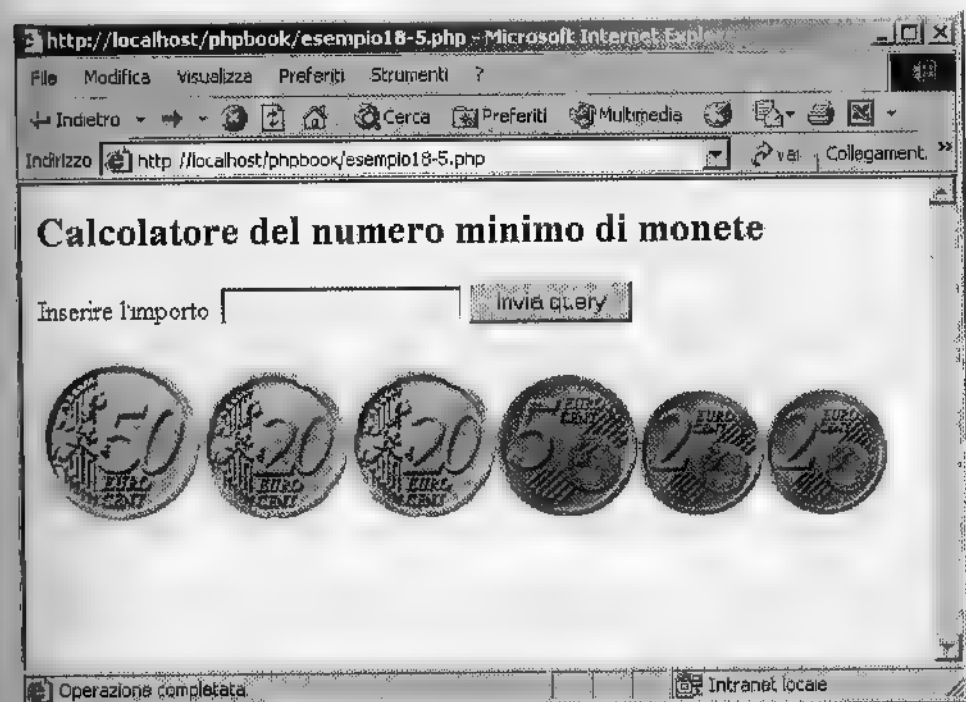 http://localhost/phpbook/esempio18-5.php - Microsoft Internet Explorer
File Modifica Visualizza Preferiti Strumenti ?
Indietro Cerca Preferiti Multimedia
Indirizzo http://localhost/phpbook/esempio18-5.php Vai Collegament. »
Calcolatore del numero minimo di monete
Inserire l'importo Invia query
50 EURO CENT 20 EURO CENT 20 EURO CENT 5 EURO CENT 2 EURO CENT 2 EURO CENT
Operazione completata Intranet locale